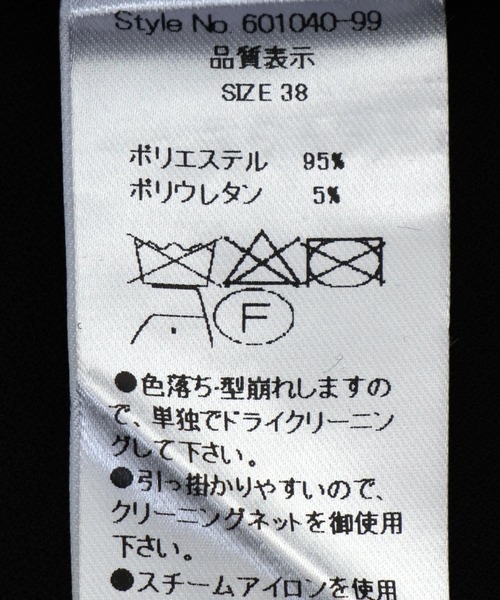 Style No. 601040-99
品質表示
SIZE 38
ポリエステル 95%
ポリウレタン 5%
F
●色落ち・型崩れしますの
で、単独でドライクリーニン
グして下さい。
●引っ掛かりやすいので、
クリーニングネットを御使用
下さい。
●スチームアイロンを使用